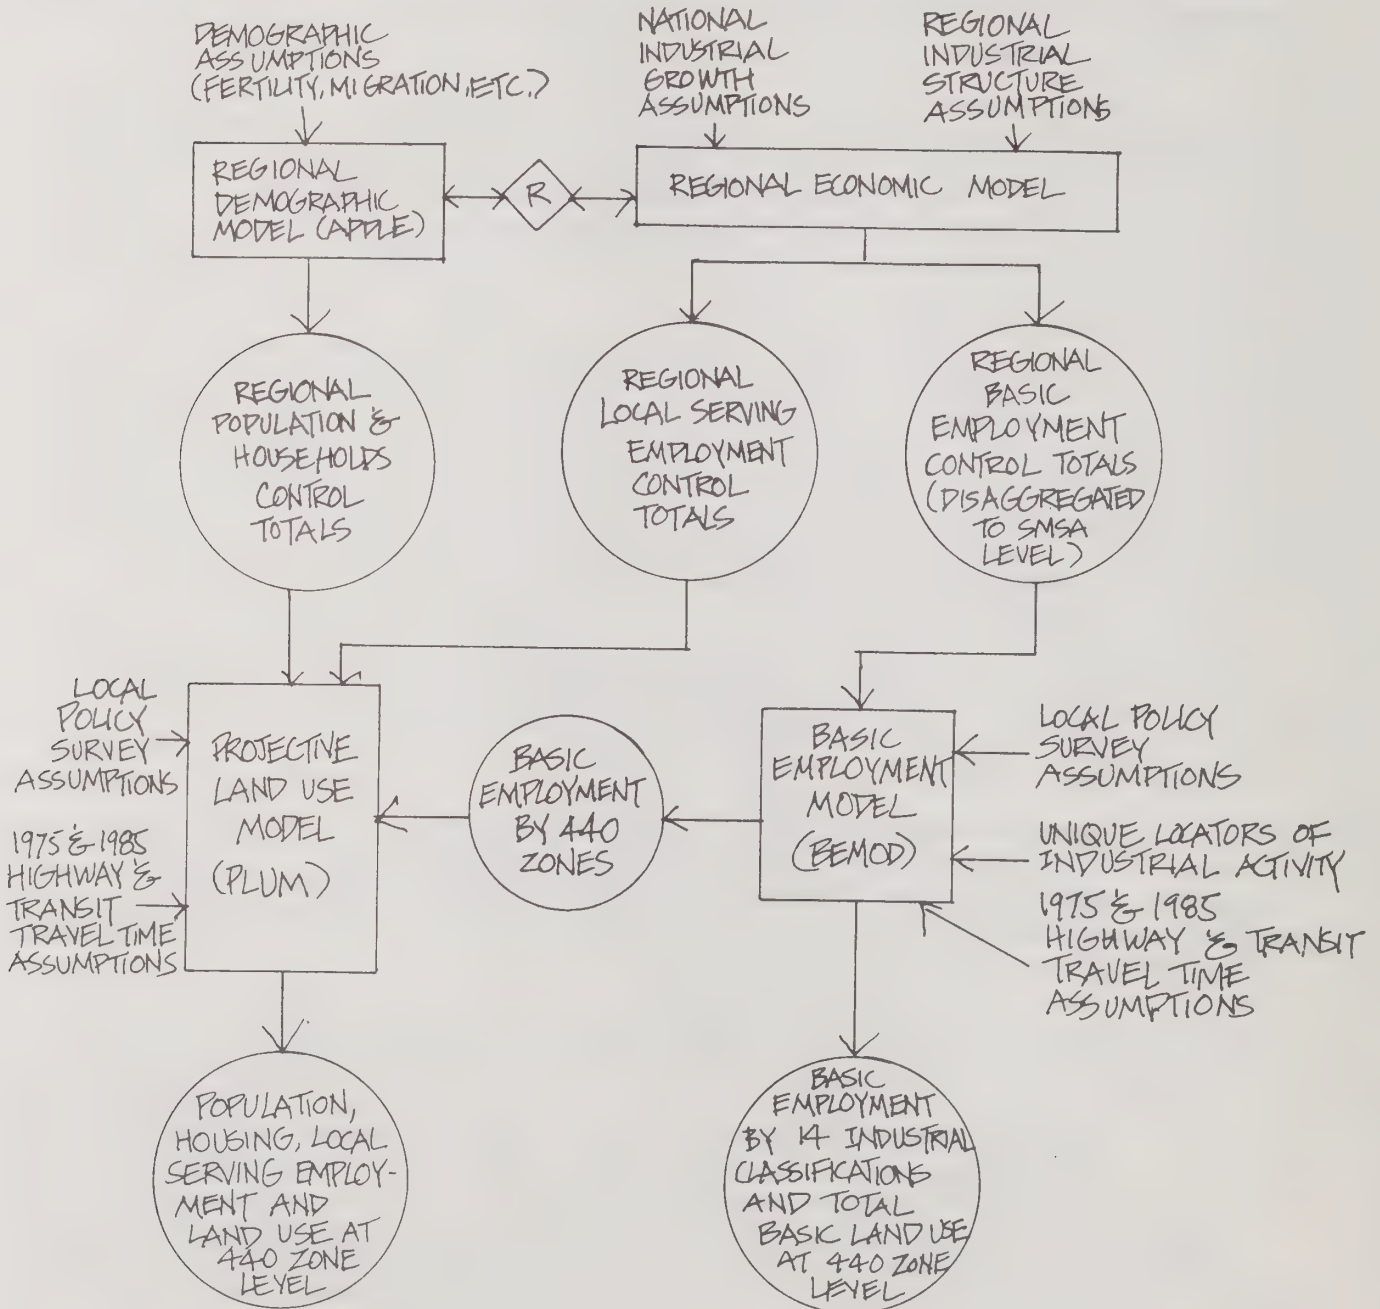 DEMOGRAPHIC
ASSUMPTIONS
(FERTILITY, MIGRATION, ETC.)
NATIONAL
INDUSTRIAL
GROWTH
ASSUMPTIONS
REGIONAL
INDUSTRIAL
STRUCTURE
ASSUMPTIONS
REGIONAL
DEMOGRAPHIC
MODEL (APPLE)
R
REGIONAL ECONOMIC MODEL
REGIONAL
POPULATION &
HOUSEHOLDS
CONTROL
TOTALS
REGIONAL
LOCAL SERVING
EMPLOYMENT
CONTROL
TOTALS
REGIONAL
BASIC
EMPLOYMENT
CONTROL TOTALS
(DISAGGREGATED
TO SMSA
LEVEL)
LOCAL
POLICY
SURVEY
ASSUMPTIONS
1975 & 1985
HIGHWAY &
TRANSIT
TRAVEL TIME
ASSUMPTIONS
PROJECTIVE
LAND USE
MODEL
(PLUM)
BASIC
EMPLOYMENT
BY 440
ZONES
BASIC
EMPLOYMENT
MODEL
(BEMOD)
LOCAL POLICY
SURVEY
ASSUMPTIONS
UNIQUE LOCATORS OF
INDUSTRIAL ACTIVITY
1975 & 1985
HIGHWAY & TRANSIT
TRAVEL TIME
ASSUMPTIONS
POPULATION,
HOUSING, LOCAL
SERVING EMPLOY-
MENT AND
LAND USE AT
440 ZONE
LEVEL
BASIC
EMPLOYMENT
BY 14 INDUSTRIAL
CLASSIFICATIONS
AND TOTAL
BASIC LAND USE
AT 440 ZONE
LEVEL